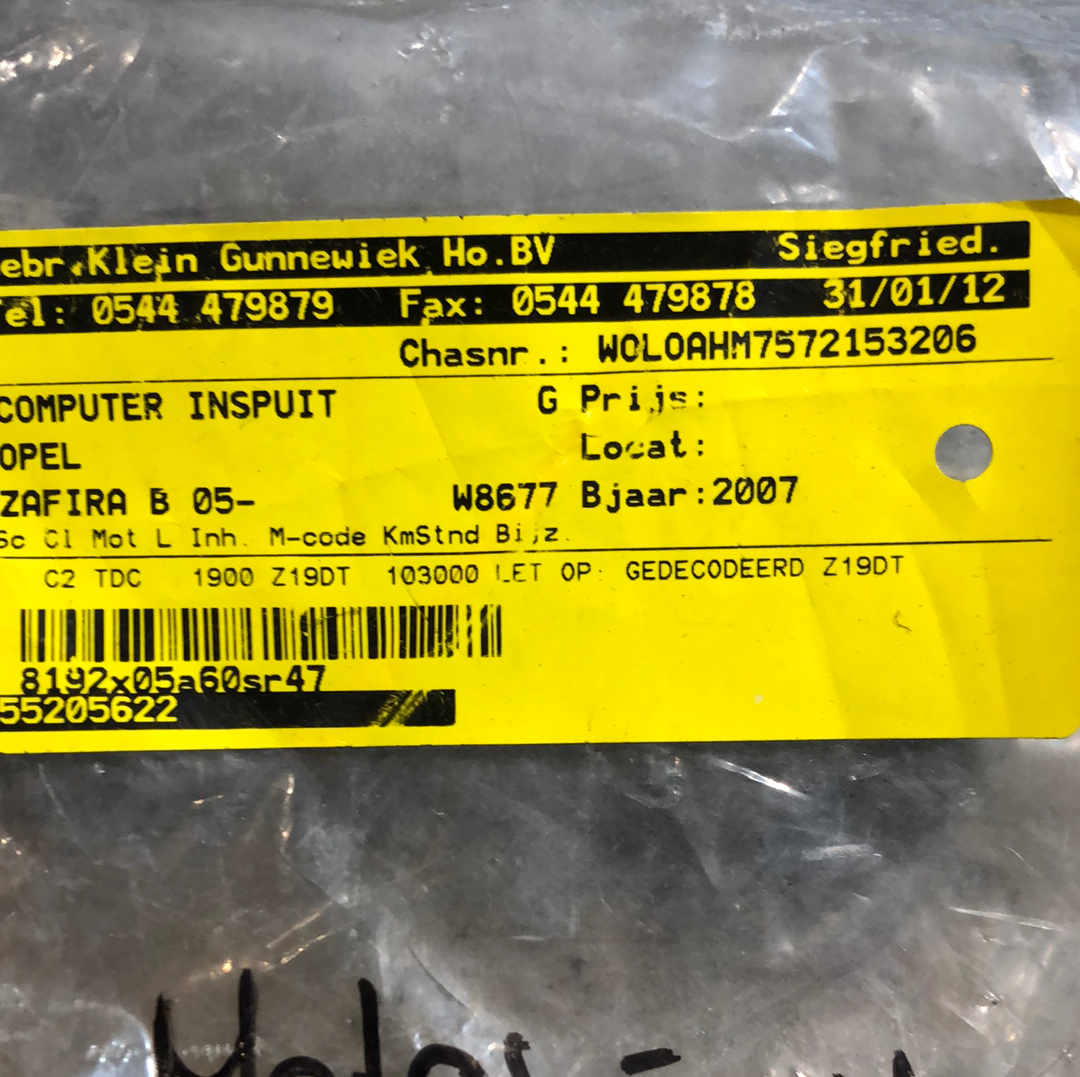 ebr.Klein Gunnewiek Ho.BV Siegfried.
Tel: 0544 479879 Fax: 0544 479878 31/01/12
Chasnr.: WOLOAHM7572153206
COMPUTER INSPUIT G Prijs:
OPEL Locat:
ZAFIRA B 05- W8677 Bjaar:2007
Sc Cl Mot L Inh. M-code KmStnd Bijz.
C2 TDC 1900 Z19DT 103000 LET OP: GEDECODEERD Z19DT
8192x05a60sr47
55205622